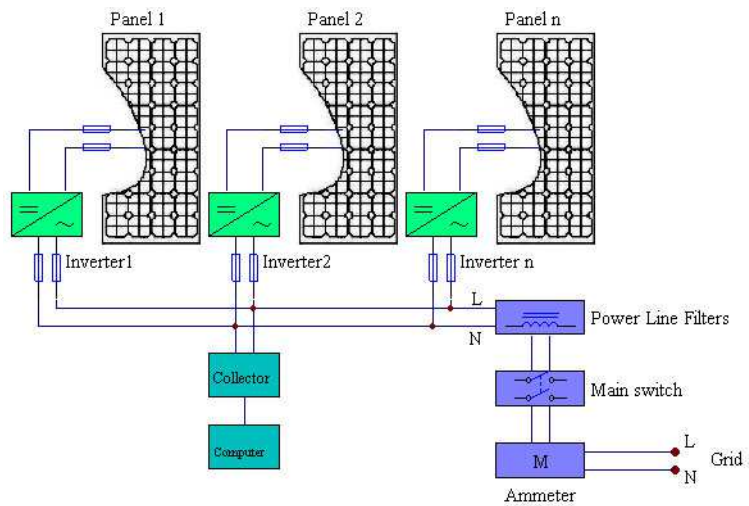 Panel 1
Panel 2
Panel n
Inverter1
Inverter2
Inverter n
L
N
Power Line Filters
Collector
Main switch
Computer
M
L
N
Grid
Ammeter